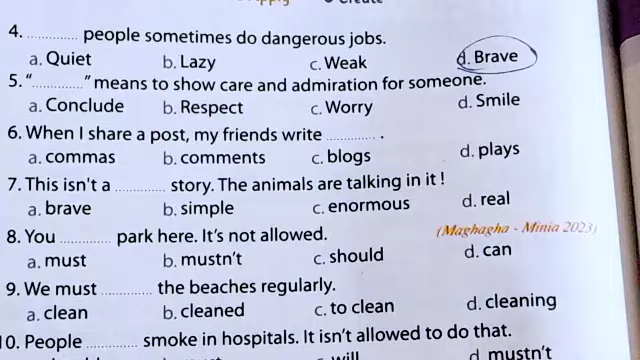 Create
4. ............ people sometimes do dangerous jobs.
a. Quiet b. Lazy c. Weak d. Brave
5. "............" means to show care and admiration for someone.
a. Conclude b. Respect c. Worry d. Smile
6. When I share a post, my friends write ............ .
a. commas b. comments c. blogs d. plays
7. This isn't a ............ story. The animals are talking in it !
a. brave b. simple c. enormous d. real
8. You ............ park here. It's not allowed. (Maghagha - Minia 2023)
a. must b. mustn't c. should d. can
9. We must ............ the beaches regularly.
a. clean b. cleaned c. to clean d. cleaning
10. People ............ smoke in hospitals. It isn't allowed to do that.
c. will d. mustn't